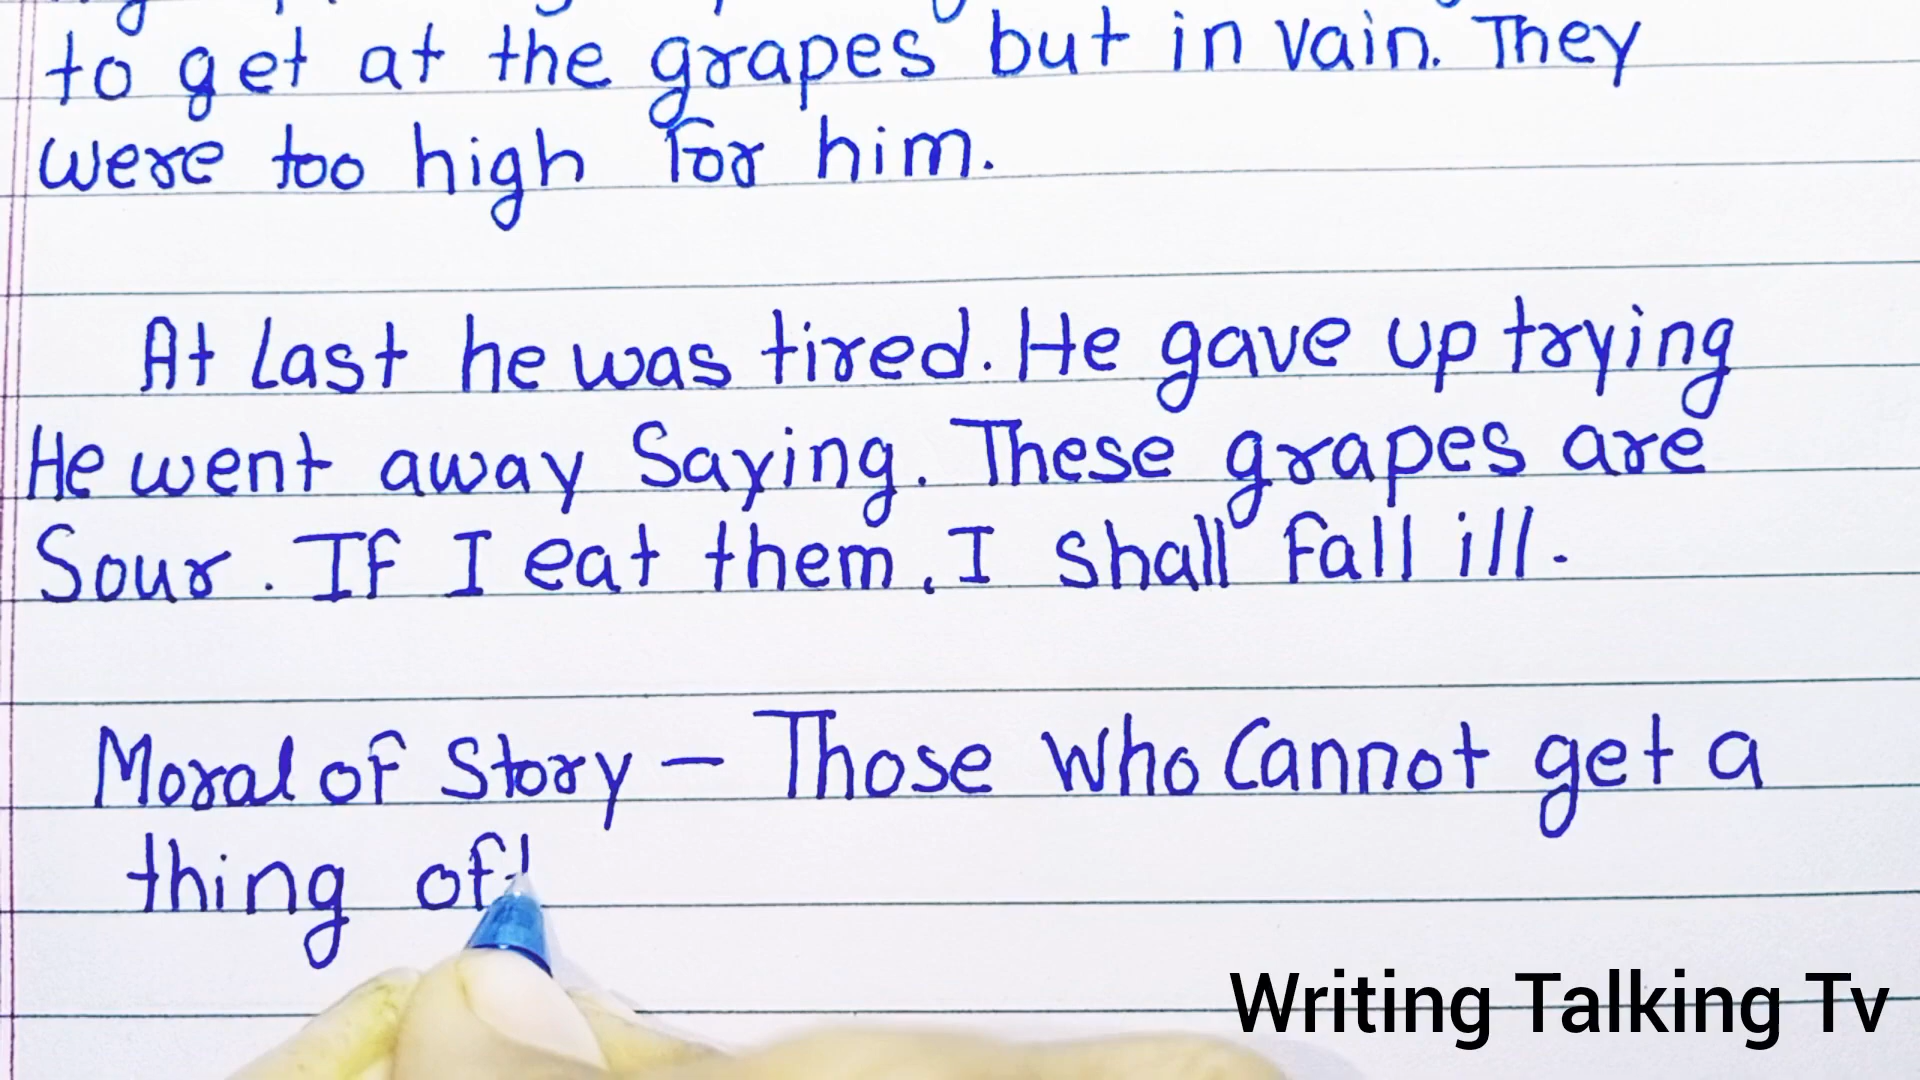 to get at the grapes but in vain. They
were too high for him.
At last he was tired. He gave up trying
He went away Saying. These grapes are
Sour. If I eat them, I shall fall ill.
Moral of Story - Those who cannot get a
thing oft
Writing Talking Tv